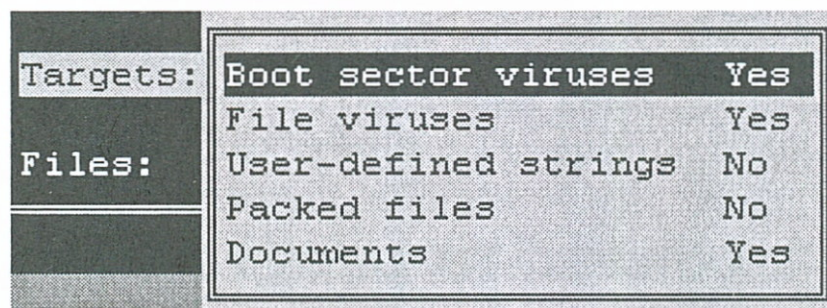 Targets: Boot sector viruses Yes
File viruses Yes
Files: User-defined strings No
Packed files No
Documents Yes